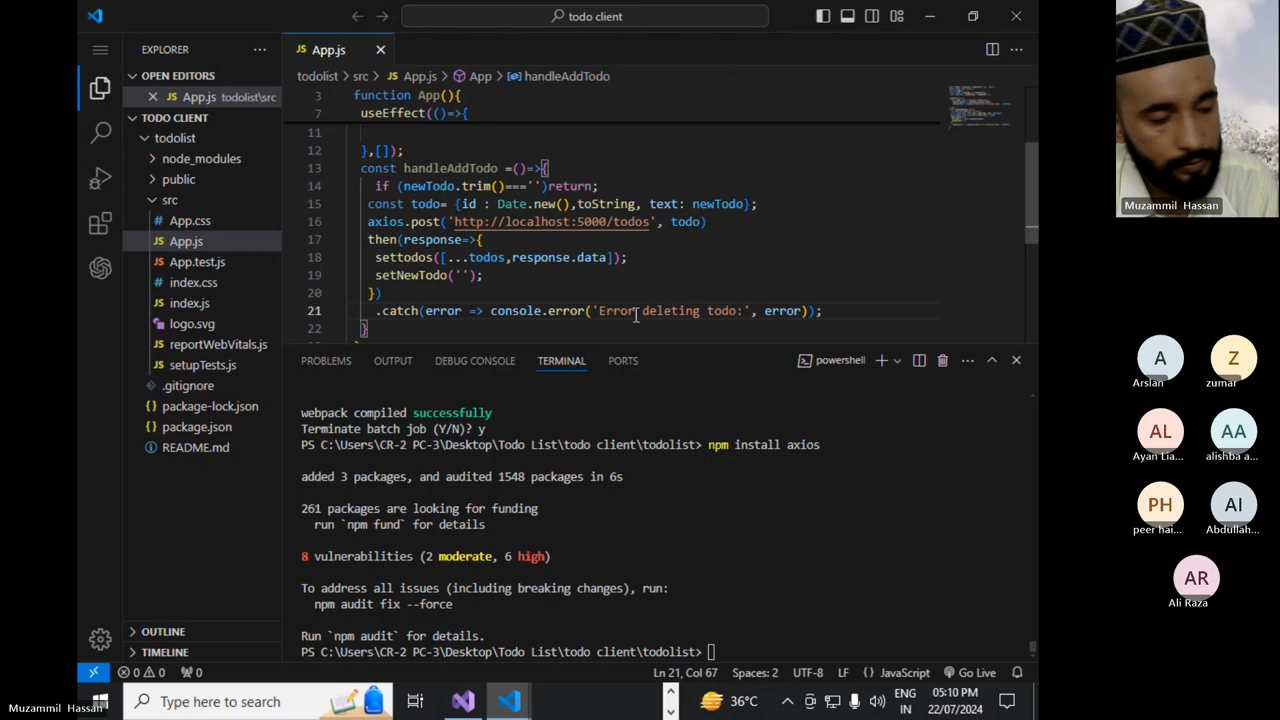 todo client
EXPLORER
OPEN EDITORS
App.js todolist\src
TODO CLIENT
todolist
node_modules
public
src
App.css
App.js
App.test.js
index.css
index.js
logo.svg
reportWebVitals.js
setupTests.js
.gitignore
package-lock.json
package.json
README.md
OUTLINE
TIMELINE
App.js
todolist > src > App.js > App > handleAddTodo
3 function App(){
7 useEffect(()=>{
11
12 },[]);
13 const handleAddTodo =()=>{
14 if (newTodo.trim()==='')return;
15 const todo= {id : Date.new(),toString, text: newTodo};
16 axios.post('http://localhost:5000/todos', todo)
17 then(response=>{
18 settodos([...todos,response.data]);
19 setNewTodo('');
20 })
21 .catch(error => console.error('Error deleting todo:', error));
22 }
PROBLEMS OUTPUT DEBUG CONSOLE TERMINAL PORTS
powershell
webpack compiled successfully
Terminate batch job (Y/N)? y
PS C:\Users\CR-2 PC-3\Desktop\Todo List\todo client\todolist> npm install axios
added 3 packages, and audited 1548 packages in 6s
261 packages are looking for funding
run `npm fund` for details
8 vulnerabilities (2 moderate, 6 high)
To address all issues (including breaking changes), run:
npm audit fix --force
Run `npm audit` for details.
PS C:\Users\CR-2 PC-3\Desktop\Todo List\todo client\todolist>
0 0 0 Ln 21, Col 67 Spaces: 2 UTF-8 LF { } JavaScript Go Live
Type here to search
36°C
ENG
IN
05:10 PM
22/07/2024
Muzammil Hassan
Muzammil Hassan
A
Arslan
Z
zumar
AL
Ayan Lia...
AA
alishba a...
PH
peer hai...
AI
Abdullah...
AR
Ali Raza